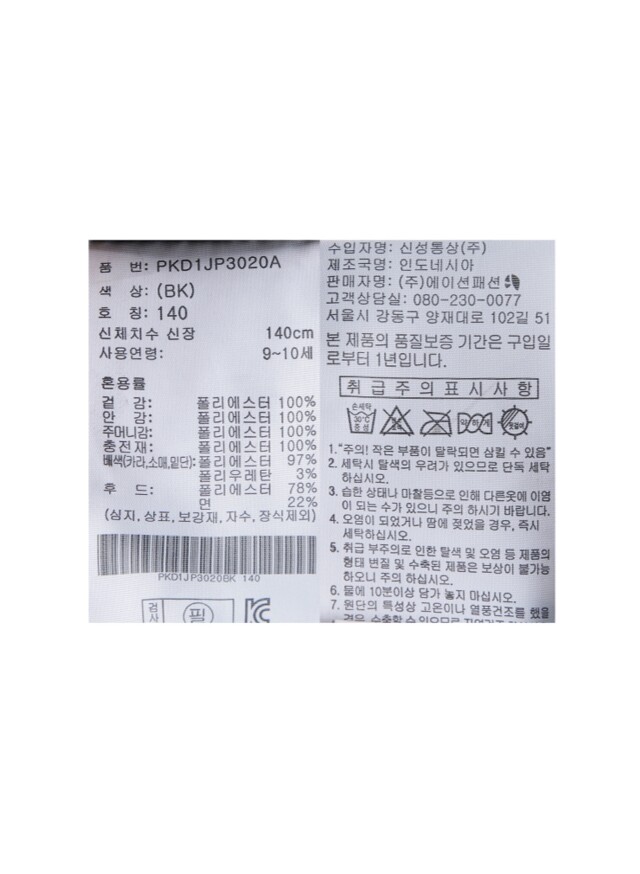 품 번: PKD1JP3020A
색 상: (BK)
호 칭: 140
신체치수 신장 140cm
사용연령: 9~10세
혼용률
겉 감: 폴리에스터 100%
안 감: 폴리에스터 100%
주머니감: 폴리에스터 100%
충전재: 폴리에스터 100%
배색(카라,소매,밑단): 폴리에스터 97%
폴리우레탄 3%
후 드: 폴리에스터 78%
면 22%
(심지, 상표, 보강재, 자수, 장식제외)
PKD1JP3020BK 140
검사 필
수입자명: 신성통상(주)
제조국명: 인도네시아
판매자명: (주)에이션패션
고객상담실: 080-230-0077
서울시 강동구 양재대로 102길 51
본 제품의 품질보증 기간은 구입일
로부터 1년입니다.
취급주의표시사항
손세탁
30℃
중성
약하게
옷걸이
1. "주의! 작은 부품이 탈락되면 삼킬 수 있음"
2. 세탁시 탈색의 우려가 있으므로 단독 세탁
하십시오.
3. 습한 상태나 마찰등으로 인해 다른옷에 이염
이 되는 수가 있으니 주의 하시기 바랍니다.
4. 오염이 되었거나 땀에 젖었을 경우, 즉시
세탁하십시오.
5. 취급 부주의로 인한 탈색 및 오염 등 제품의
형태 변질 및 수축된 제품은 보상이 불가능
하오니 주의 하십시오.
6. 물에 10분이상 담가 놓지 마십시오.
7. 원단의 특성상 고온이나 열풍건조를 했을